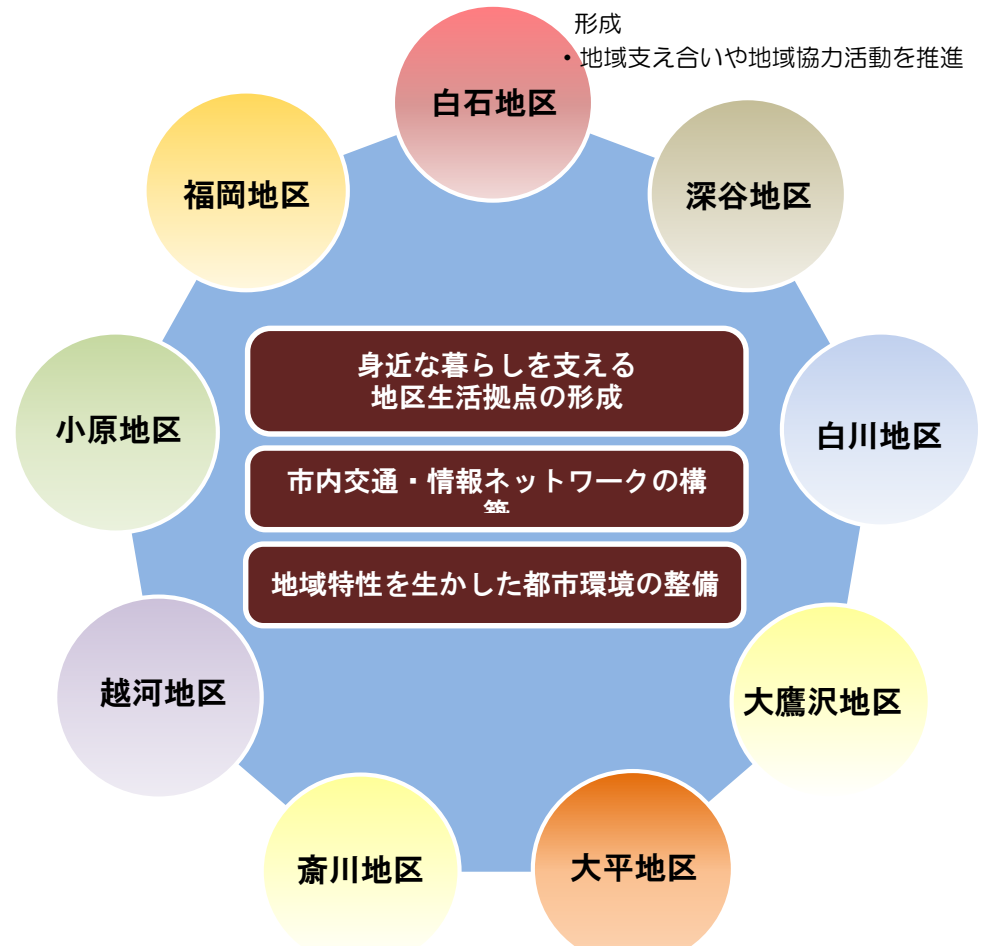 形成
・地域支え合いや地域協力活動を推進
白石地区
福岡地区
深谷地区
身近な暮らしを支える
地区生活拠点の形成
小原地区
白川地区
市内交通・情報ネットワークの構
築
地域特性を生かした都市環境の整備
越河地区
大鷹沢地区
斎川地区
大平地区